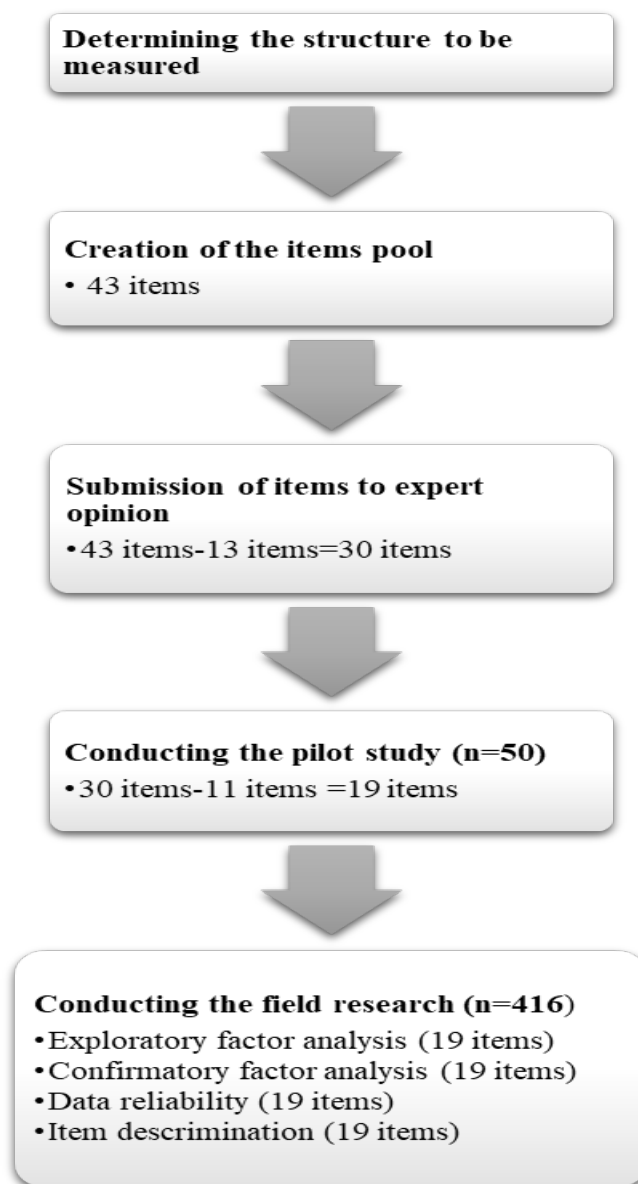 Determining the structure to be
measured
Creation of the items pool
• 43 items
Submission of items to expert
opinion
•43 items-13 items=30 items
Conducting the pilot study (n=50)
•30 items-11 items =19 items
Conducting the field research (n=416)
•Exploratory factor analysis (19 items)
•Confirmatory factor analysis (19 items)
•Data reliability (19 items)
•Item descrimination (19 items)